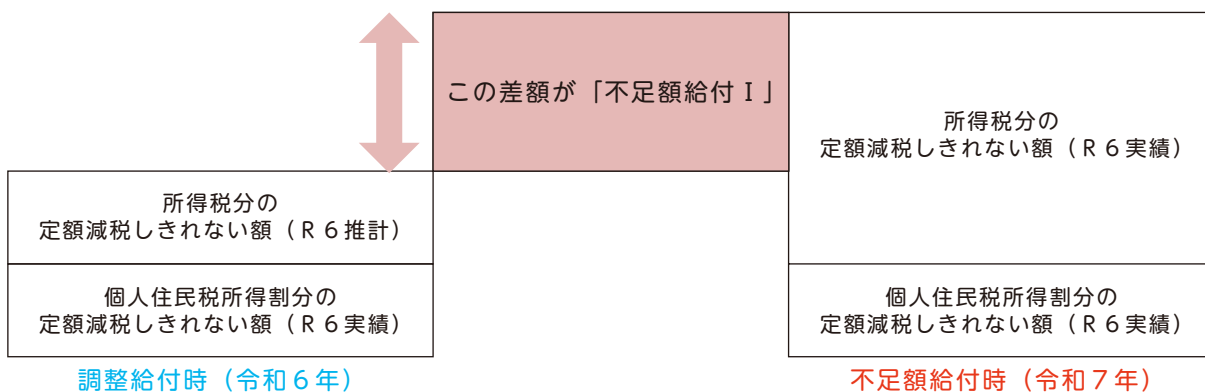 この差額が「不足額給付Ⅰ」
所得税分の
定額減税しきれない額（Ｒ６実績）
所得税分の
定額減税しきれない額（Ｒ６推計）
個人住民税所得割分の
定額減税しきれない額（Ｒ６実績）
個人住民税所得割分の
定額減税しきれない額（Ｒ６実績）
調整給付時（令和６年）
不足額給付時（令和７年）